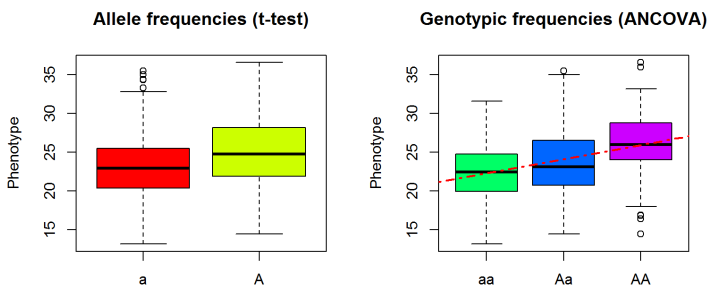 Allele frequencies (t-test)
Phenotype
35
30
25
20
15
a A
Genotypic frequencies (ANCOVA)
Phenotype
35
30
25
20
15
aa Aa AA